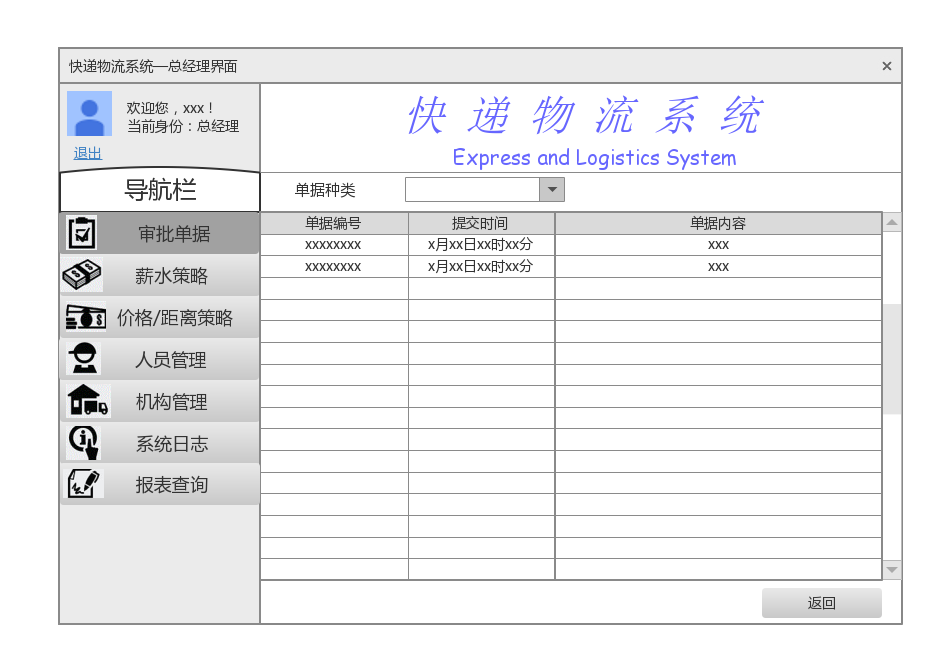 快递物流系统—总经理界面
欢迎您，xxx！
当前身份：总经理
退出
快递物流系统
Express and Logistics System
导航栏
单据种类
审批单据
薪水策略
价格/距离策略
人员管理
机构管理
系统日志
报表查询
单据编号 提交时间 单据内容
xxxxxxxx x月xx日xx时xx分 xxx
xxxxxxxx x月xx日xx时xx分 xxx
返回